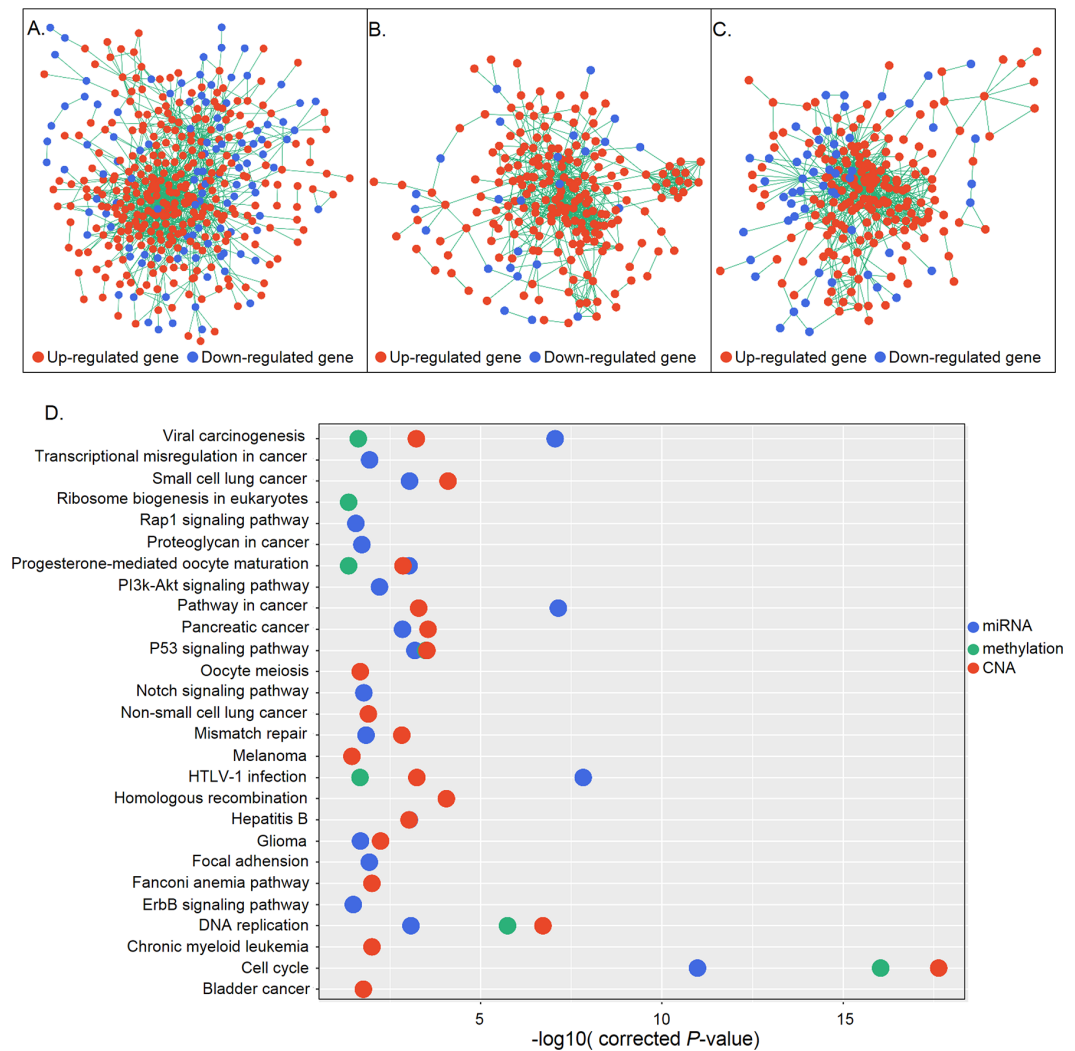 A.
B.
C.
Up-regulated gene Down-regulated gene
Up-regulated gene Down-regulated gene
Up-regulated gene Down-regulated gene
D.
Viral carcinogenesis
Transcriptional misregulation in cancer
Small cell lung cancer
Ribosome biogenesis in eukaryotes
Rap1 signaling pathway
Proteoglycan in cancer
Progesterone-mediated oocyte maturation
PI3k-Akt signaling pathway
Pathway in cancer
Pancreatic cancer
P53 signaling pathway
Oocyte meiosis
Notch signaling pathway
Non-small cell lung cancer
Mismatch repair
Melanoma
HTLV-1 infection
Homologous recombination
Hepatitis B
Glioma
Focal adhension
Fanconi anemia pathway
ErbB signaling pathway
DNA replication
Chronic myeloid leukemia
Cell cycle
Bladder cancer
miRNA
methylation
CNA
5 10 15
-log10( corrected P-value)